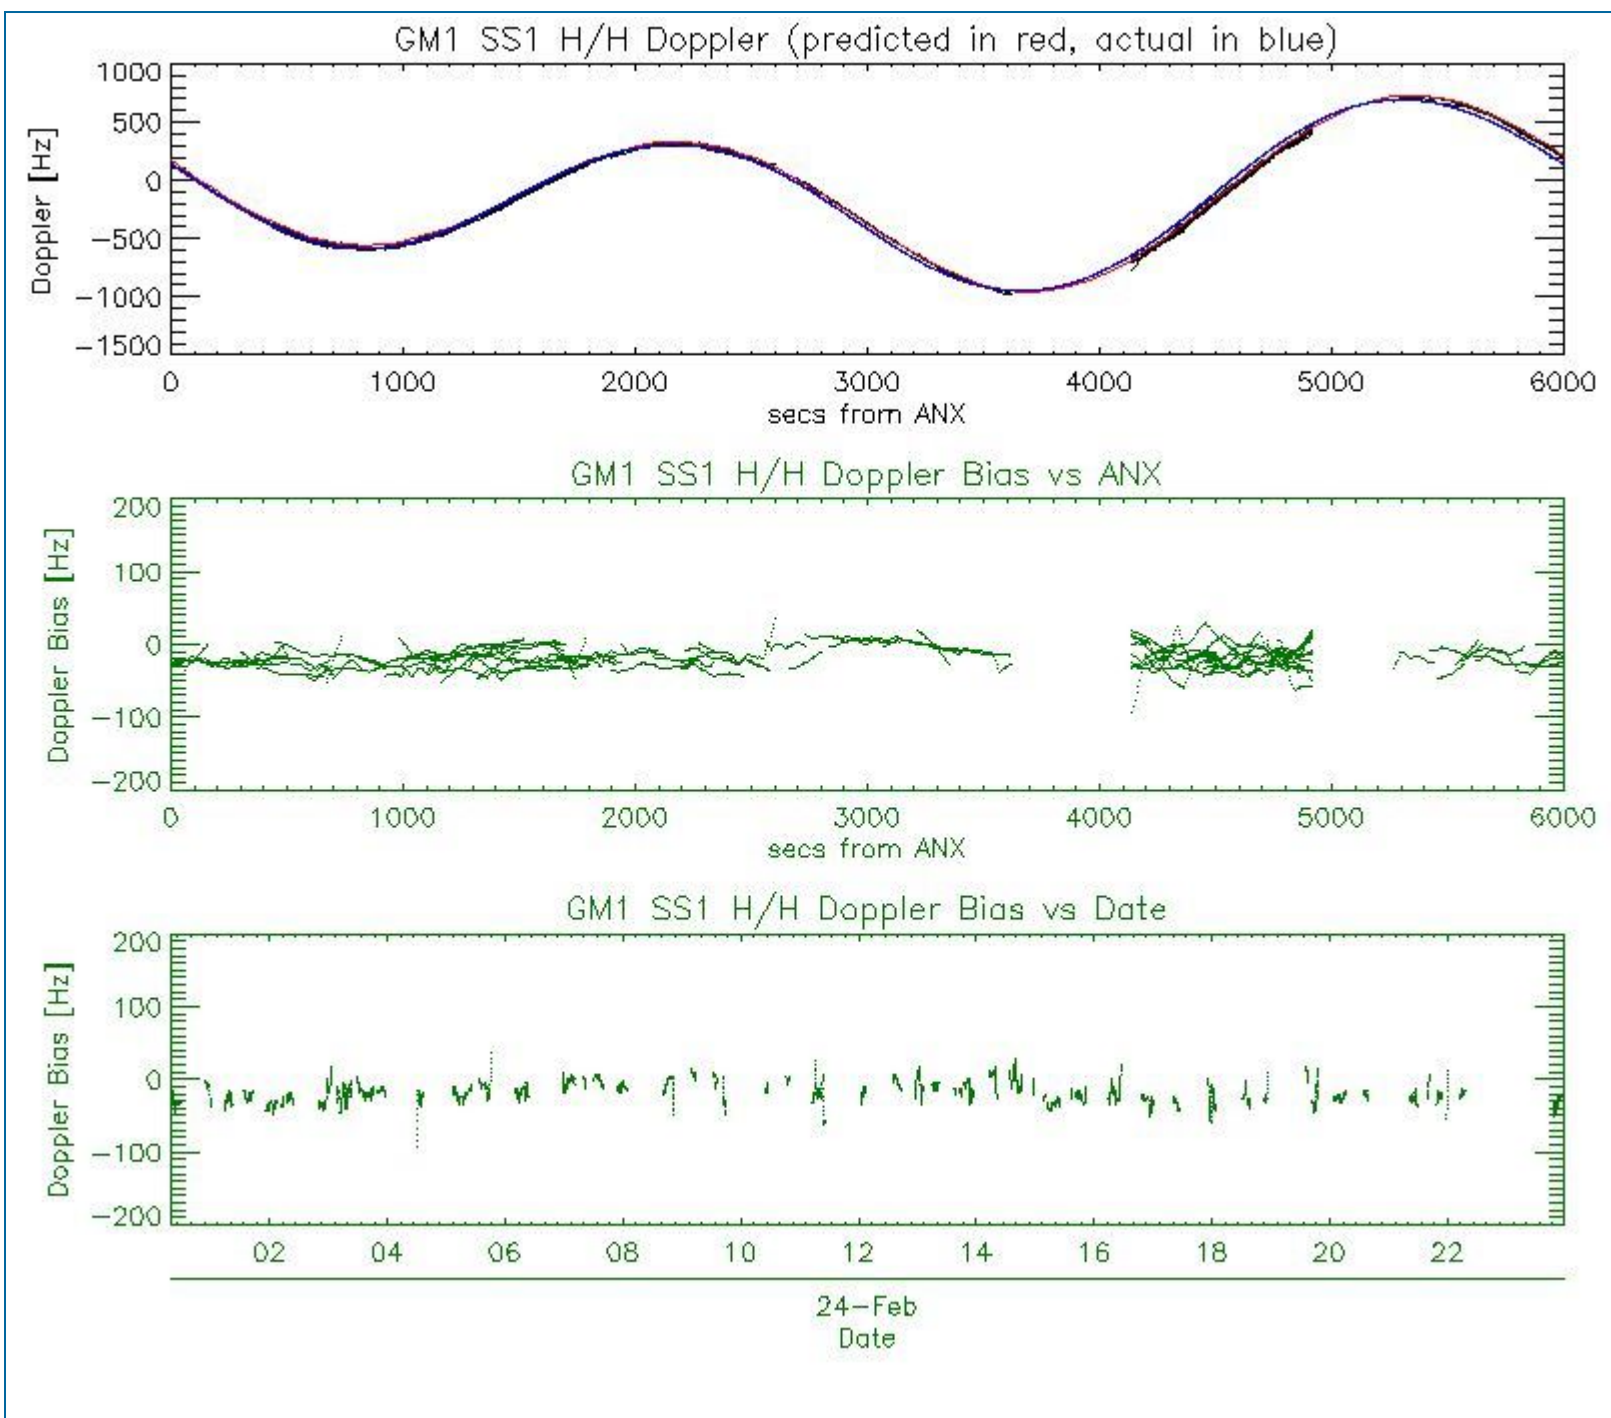 GM1 SS1 H/H Doppler (predicted in red, actual in blue)
1000
500
0
−500
−1000
−1500
Doppler [Hz]
0 1000 2000 3000 4000 5000 6000
secs from ANX
GM1 SS1 H/H Doppler Bias vs ANX
200
100
0
−100
−200
Doppler Bias [Hz]
0 1000 2000 3000 4000 5000 6000
secs from ANX
GM1 SS1 H/H Doppler Bias vs Date
200
100
0
−100
−200
Doppler Bias [Hz]
02 04 06 08 10 12 14 16 18 20 22
24−Feb
Date